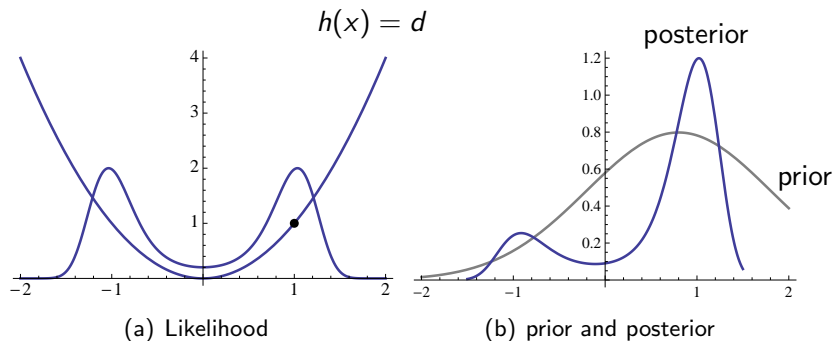 h(x) = d
4
3
2
1
−2 −1 1 2
(a) Likelihood
posterior
prior
1.2
1.0
0.8
0.6
0.4
0.2
−2 −1 1 2
(b) prior and posterior